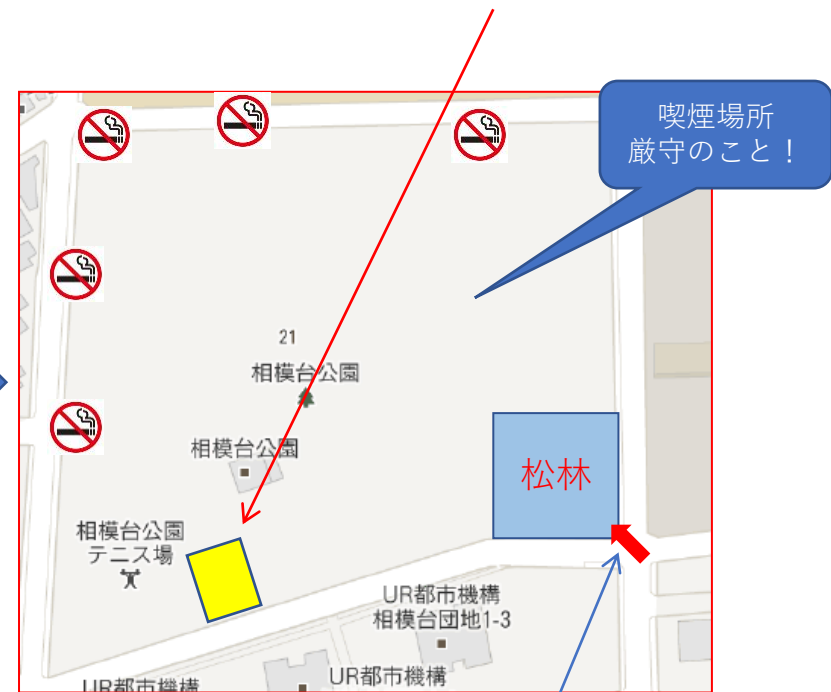 喫煙場所
厳守のこと！
21
相模台公園
相模台公園
松林
相模台公園
テニス場
UR都市機構
相模台団地1-3
UR都市機構
UR都市機構